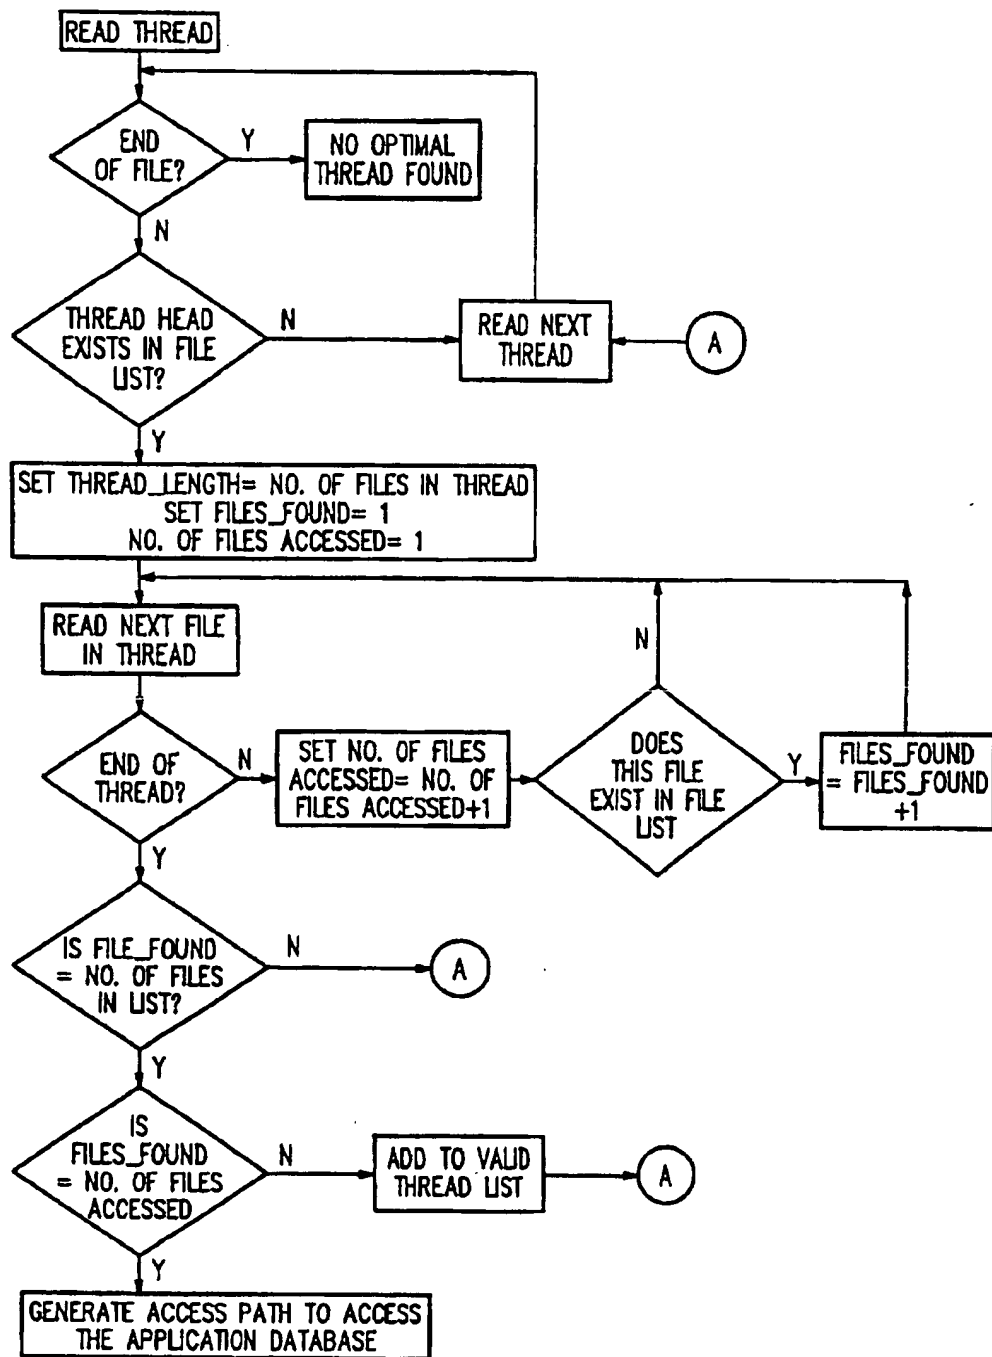 READ THREAD
END
OF FILE?
Y
NO OPTIMAL
THREAD FOUND
N
THREAD HEAD
EXISTS IN FILE
LIST?
N
READ NEXT
THREAD
A
Y
SET THREAD_LENGTH= NO. OF FILES IN THREAD
SET FILES_FOUND= 1
NO. OF FILES ACCESSED= 1
READ NEXT FILE
IN THREAD
N
END OF
THREAD?
N
SET NO. OF FILES
ACCESSED= NO. OF
FILES ACCESSED+1
DOES
THIS FILE
EXIST IN FILE
LIST
Y
FILES_FOUND
= FILES_FOUND
+1
Y
IS FILE_FOUND
= NO. OF FILES
IN LIST?
N
A
Y
IS
FILES_FOUND
= NO. OF FILES
ACCESSED
N
ADD TO VALID
THREAD LIST
A
Y
GENERATE ACCESS PATH TO ACCESS
THE APPLICATION DATABASE